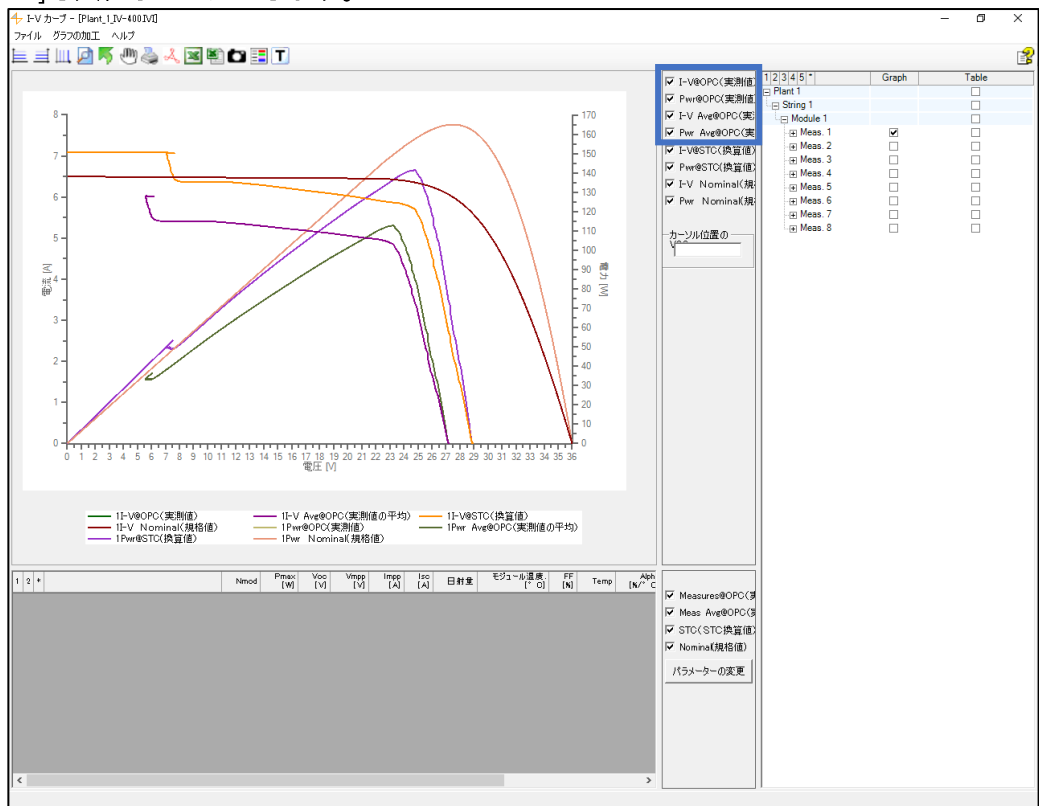 I-V カーブ - [Plant_1_IV-400.IVI]
ファイル グラフの加工 ヘルプ
8
7
6
5
4
3
2
1
0
電流 [A]
170
160
150
140
130
120
110
100
90
80
70
60
50
40
30
20
10
0
電力 [W]
0 1 2 3 4 5 6 7 8 9 10 11 12 13 14 15 16 17 18 19 20 21 22 23 24 25 26 27 28 29 30 31 32 33 34 35 36
電圧 [V]
1I-V@OPC(実測値) 1I-V Avg@OPC(実測値の平均) 1I-V@STC(換算値)
1I-V Nominal(規格値) 1Pwr@OPC(実測値) 1Pwr Avg@OPC(実測値の平均)
1Pwr@STC(換算値) 1Pwr Nominal(規格値)
I-V@OPC(実測値
Pwr@OPC(実測値
I-V Avg@OPC(実
Pwr Avg@OPC(実
I-V@STC(換算値)
Pwr@STC(換算値)
I-V Nominal(規
Pwr Nominal(規
カーソル位置の
1 2 3 4 5 * Graph Table
Plant 1
String 1
Module 1
Meas. 1
Meas. 2
Meas. 3
Meas. 4
Meas. 5
Meas. 6
Meas. 7
Meas. 8
1 2 * Nmod Pmax [W] Voc [V] Vmpp [V] Impp [A] Isc [A] 日射量 モジュール温度. [° C] FF [%] Temp Alph [%/° C
Measures@OPC(実
Meas Avg@OPC(実
STC(STC換算値)
Nominal(規格値)
パラメーターの変更